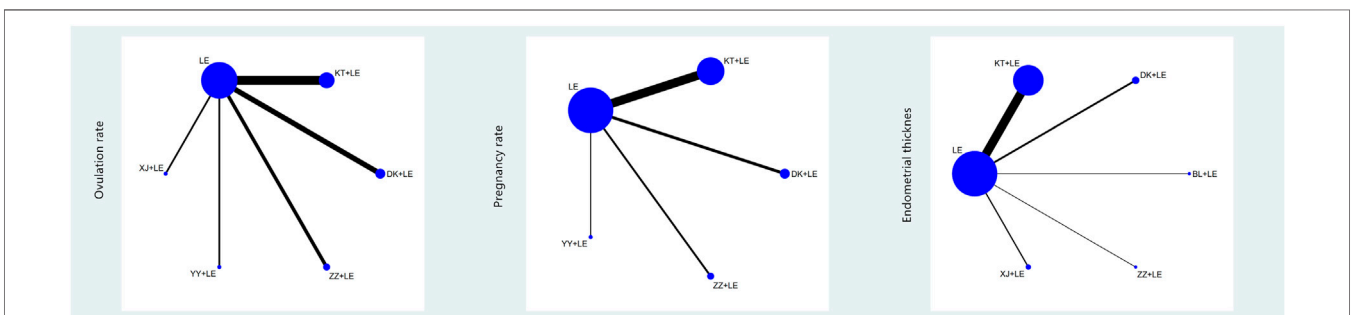 Ovulation rate
LE
KT+LE
XJ+LE
DK+LE
YY+LE
ZZ+LE
Pregnancy rate
KT+LE
LE
DK+LE
YY+LE
ZZ+LE
Endometrial thicknes
KT+LE
DK+LE
LE
BL+LE
XJ+LE
ZZ+LE